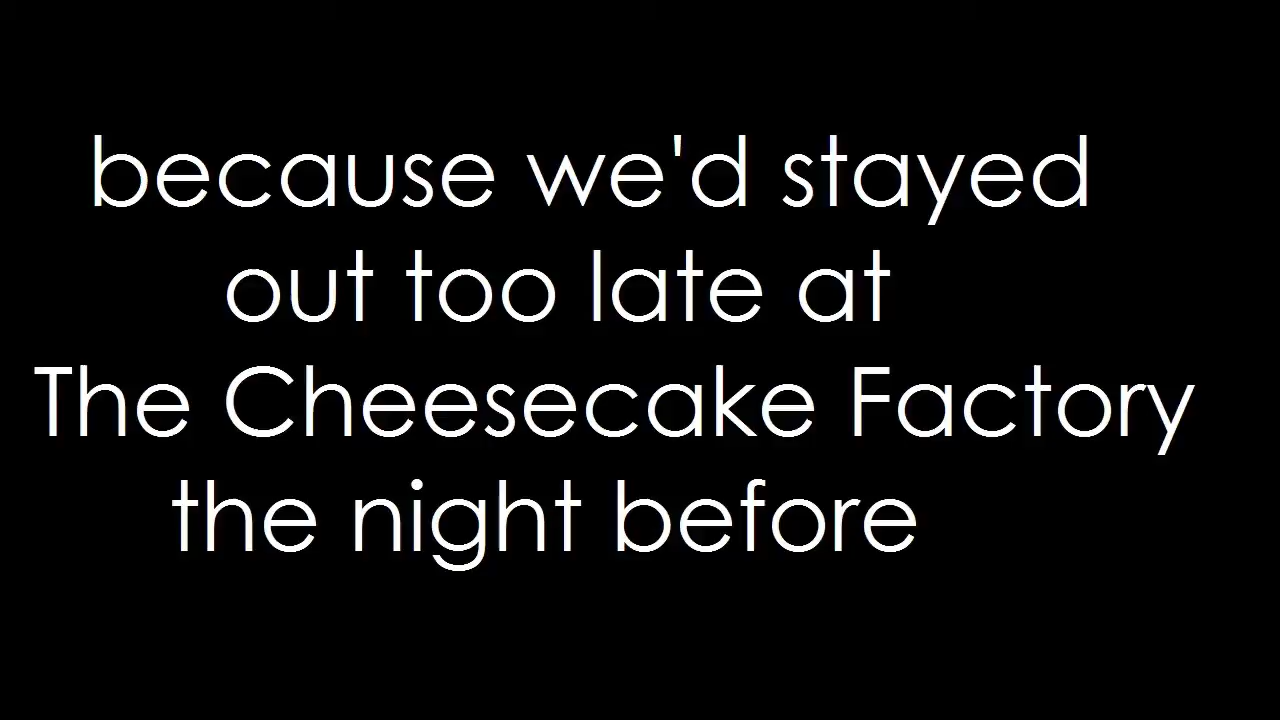 because we'd stayed
out too late at
The Cheesecake Factory
the night before